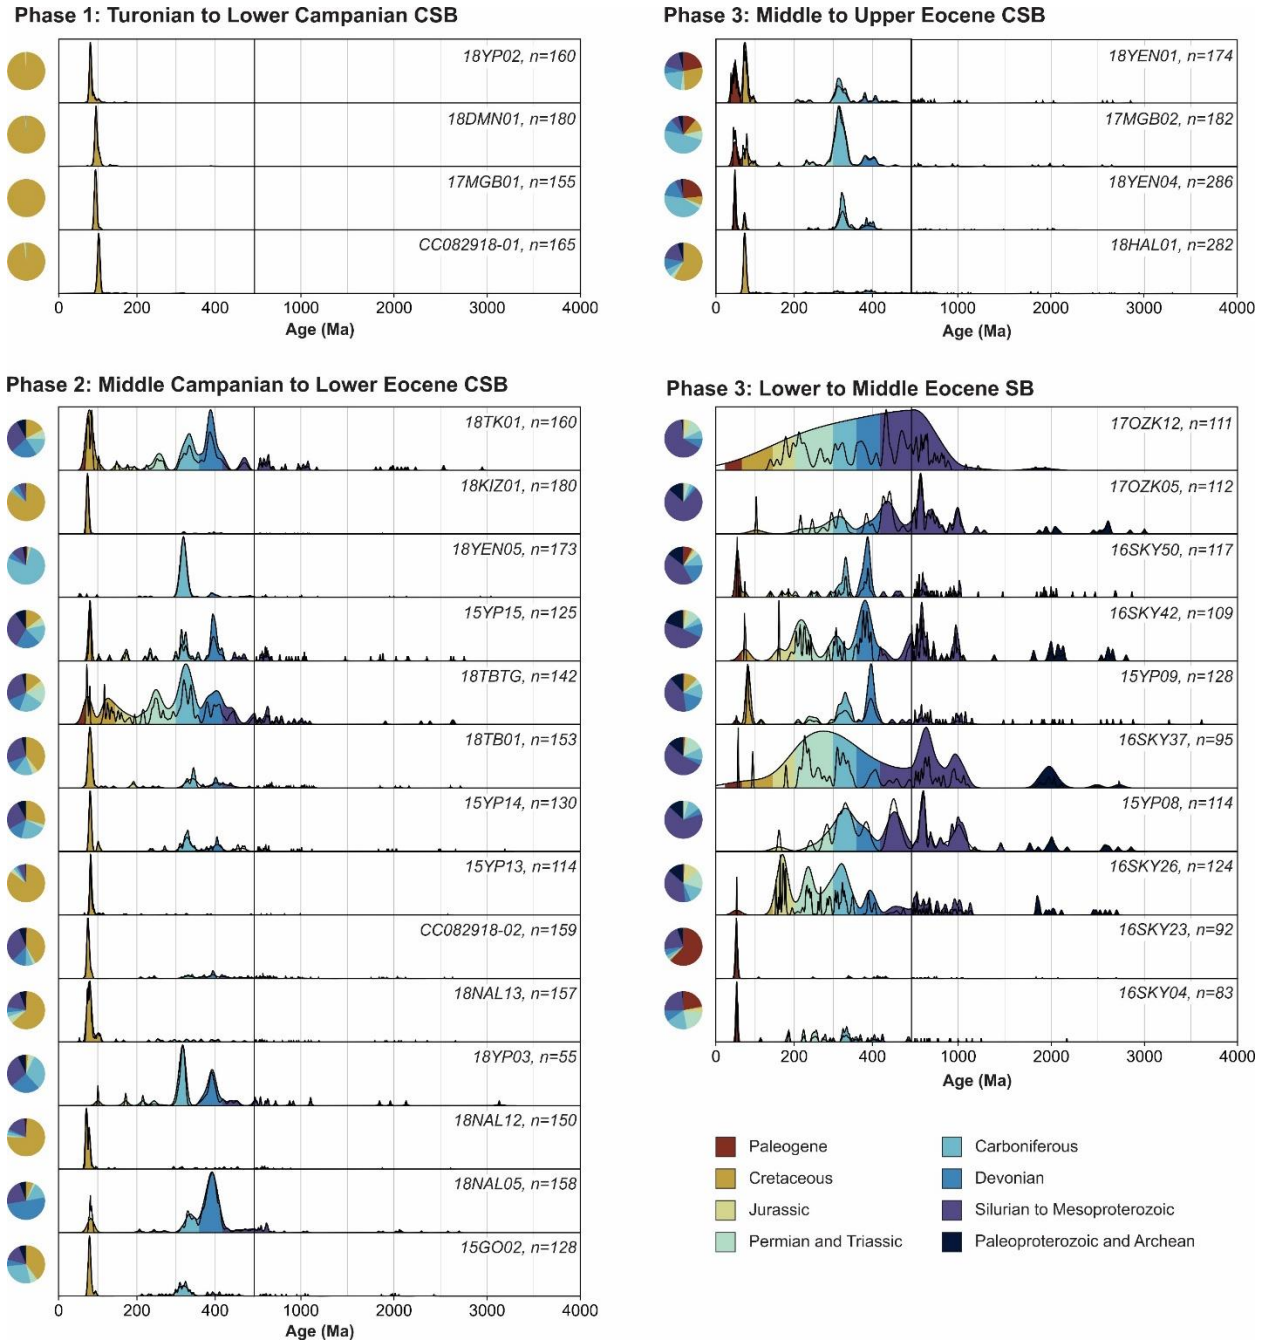 Phase 1: Turonian to Lower Campanian CSB
18YP02, n=160
18DMN01, n=180
17MGB01, n=155
CC082918-01, n=165
0 200 400 1000 2000 3000 4000
Age (Ma)
Phase 3: Middle to Upper Eocene CSB
18YEN01, n=174
17MGB02, n=182
18YEN04, n=286
18HAL01, n=282
0 200 400 1000 2000 3000 4000
Age (Ma)
Phase 2: Middle Campanian to Lower Eocene CSB
18TK01, n=160
18KIZ01, n=180
18YEN05, n=173
15YP15, n=125
18TBTG, n=142
18TB01, n=153
15YP14, n=130
15YP13, n=114
CC082918-02, n=159
18NAL13, n=157
18YP03, n=55
18NAL12, n=150
18NAL05, n=158
15GO02, n=128
0 200 400 1000 2000 3000 4000
Age (Ma)
Phase 3: Lower to Middle Eocene SB
17OZK12, n=111
17OZK05, n=112
16SKY50, n=117
16SKY42, n=109
15YP09, n=128
16SKY37, n=95
15YP08, n=114
16SKY26, n=124
16SKY23, n=92
16SKY04, n=83
0 200 400 1000 2000 3000 4000
Age (Ma)
Paleogene
Cretaceous
Jurassic
Permian and Triassic
Carboniferous
Devonian
Silurian to Mesoproterozoic
Paleoproterozoic and Archean